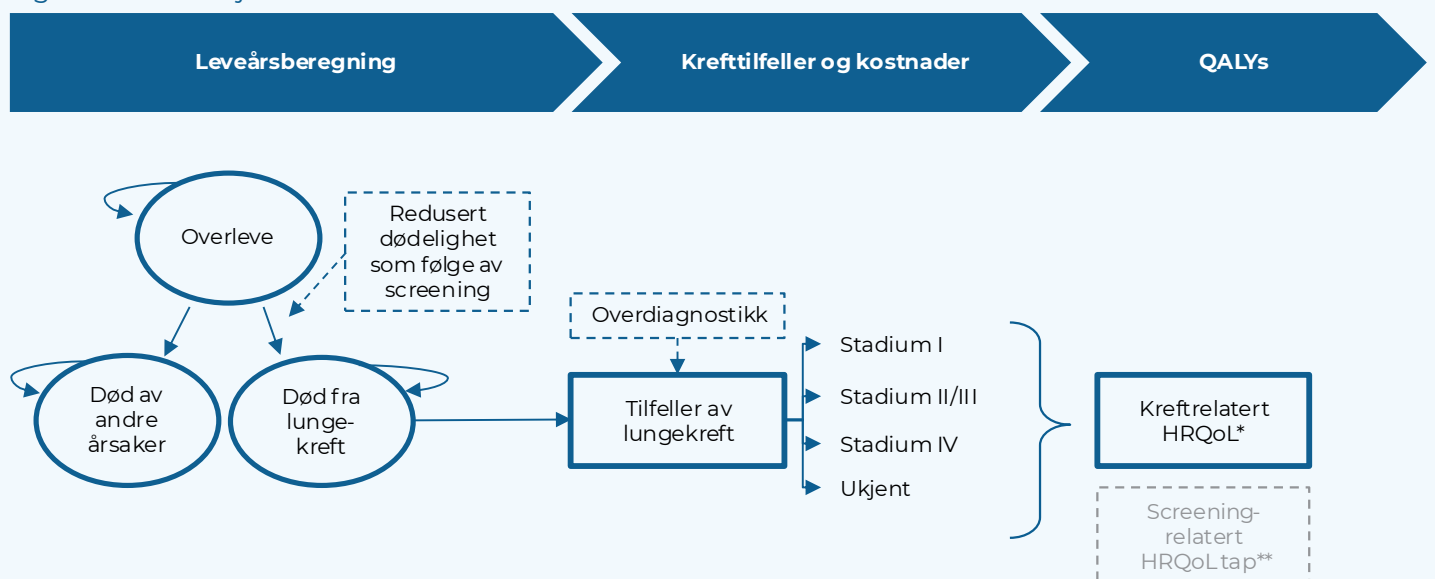 Leveårsberegning
Krefttilfeller og kostnader
QALYs
Overleve
Redusert
dødelighet
som følge av
screening
Død av
andre
årsaker
Død fra
lunge-
kreft
Overdiagnostikk
Tilfeller av
lungekreft
Stadium I
Stadium II/III
Stadium IV
Ukjent
Kreftrelatert
HRQoL*
Screening-
relatert
HRQoL tap**